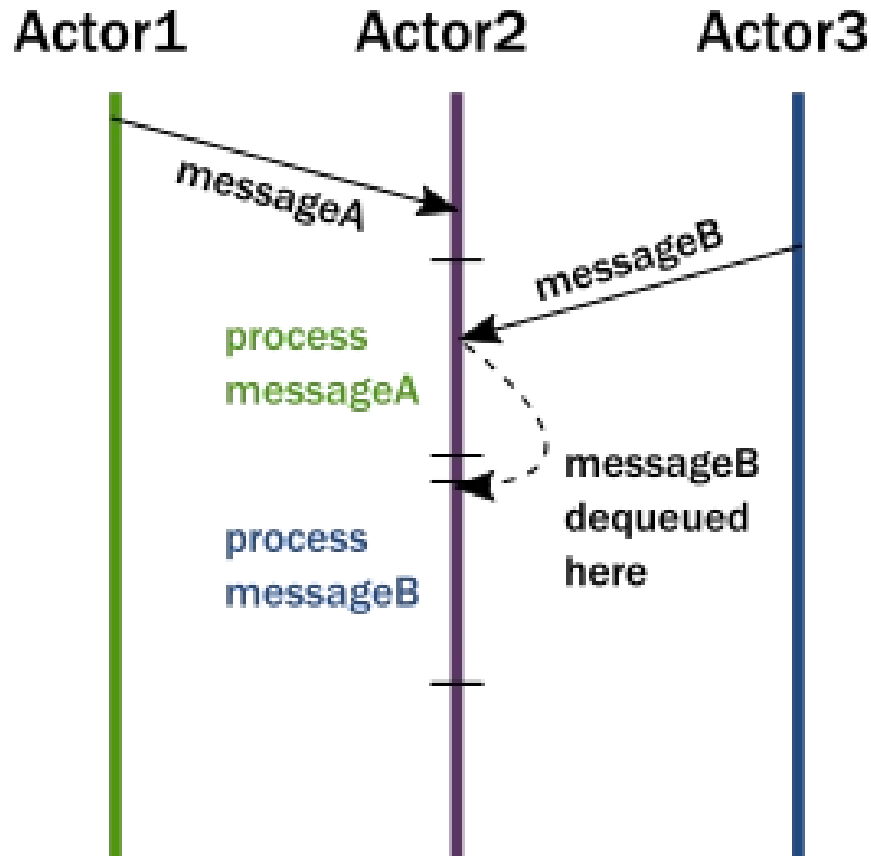 Actor1 Actor2 Actor3
messageA
messageB
process
messageA
messageB
dequeued
here
process
messageB